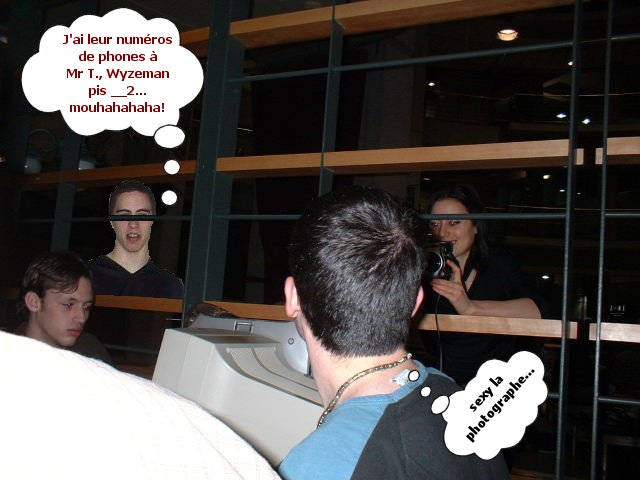 J'ai leur numéros
de phones à
Mr T., Wyzeman
pis __2...
mouhahahaha!
sexy la
photographe...